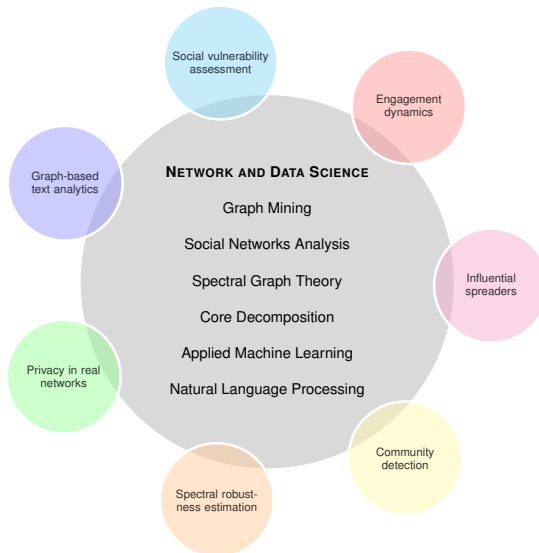 Social vulnerability
assessment
Engagement
dynamics
Graph-based
text analytics
NETWORK AND DATA SCIENCE
Graph Mining
Social Networks Analysis
Spectral Graph Theory
Core Decomposition
Applied Machine Learning
Natural Language Processing
Influential
spreaders
Privacy in real
networks
Community
detection
Spectral robust-
ness estimation